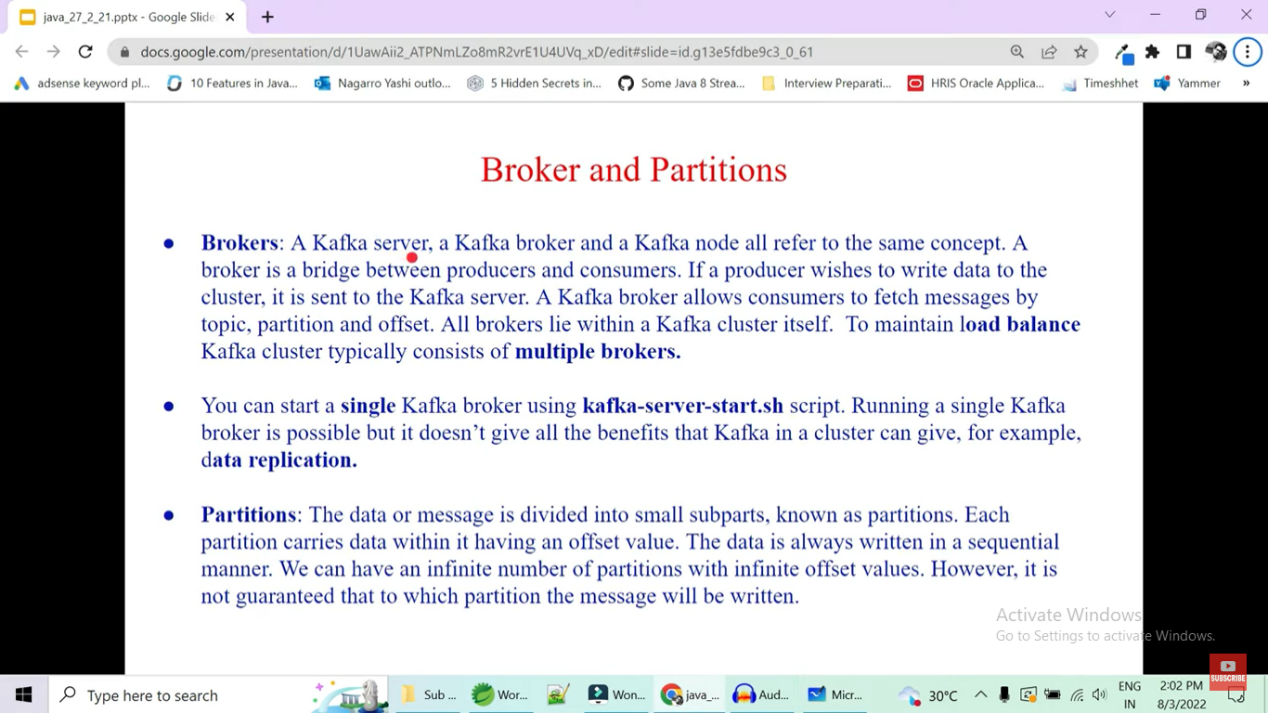 java_27_2_21.pptx - Google Slide
docs.google.com/presentation/d/1UawAii2_ATPNmLZo8mR2vrE1U4UVq_xD/edit#slide=id.g13e5fdbe9c3_0_61
adsense keyword pl... 10 Features in Java... Nagarro Yashi outlo... 5 Hidden Secrets in... Some Java 8 Strea... Interview Preparati... HRIS Oracle Applica... Timeshhet Yammer »
Broker and Partitions
● Brokers: A Kafka server, a Kafka broker and a Kafka node all refer to the same concept. A
broker is a bridge between producers and consumers. If a producer wishes to write data to the
cluster, it is sent to the Kafka server. A Kafka broker allows consumers to fetch messages by
topic, partition and offset. All brokers lie within a Kafka cluster itself. To maintain load balance
Kafka cluster typically consists of multiple brokers.
● You can start a single Kafka broker using kafka-server-start.sh script. Running a single Kafka
broker is possible but it doesn’t give all the benefits that Kafka in a cluster can give, for example,
data replication.
● Partitions: The data or message is divided into small subparts, known as partitions. Each
partition carries data within it having an offset value. The data is always written in a sequential
manner. We can have an infinite number of partitions with infinite offset values. However, it is
not guaranteed that to which partition the message will be written.
Activate Windows
Go to Settings to activate Windows.
SUBSCRIBE
Type here to search Sub ... Wor... Won... java_... Aud... Micr... 30°C ENG 2:02 PM
IN 8/3/2022